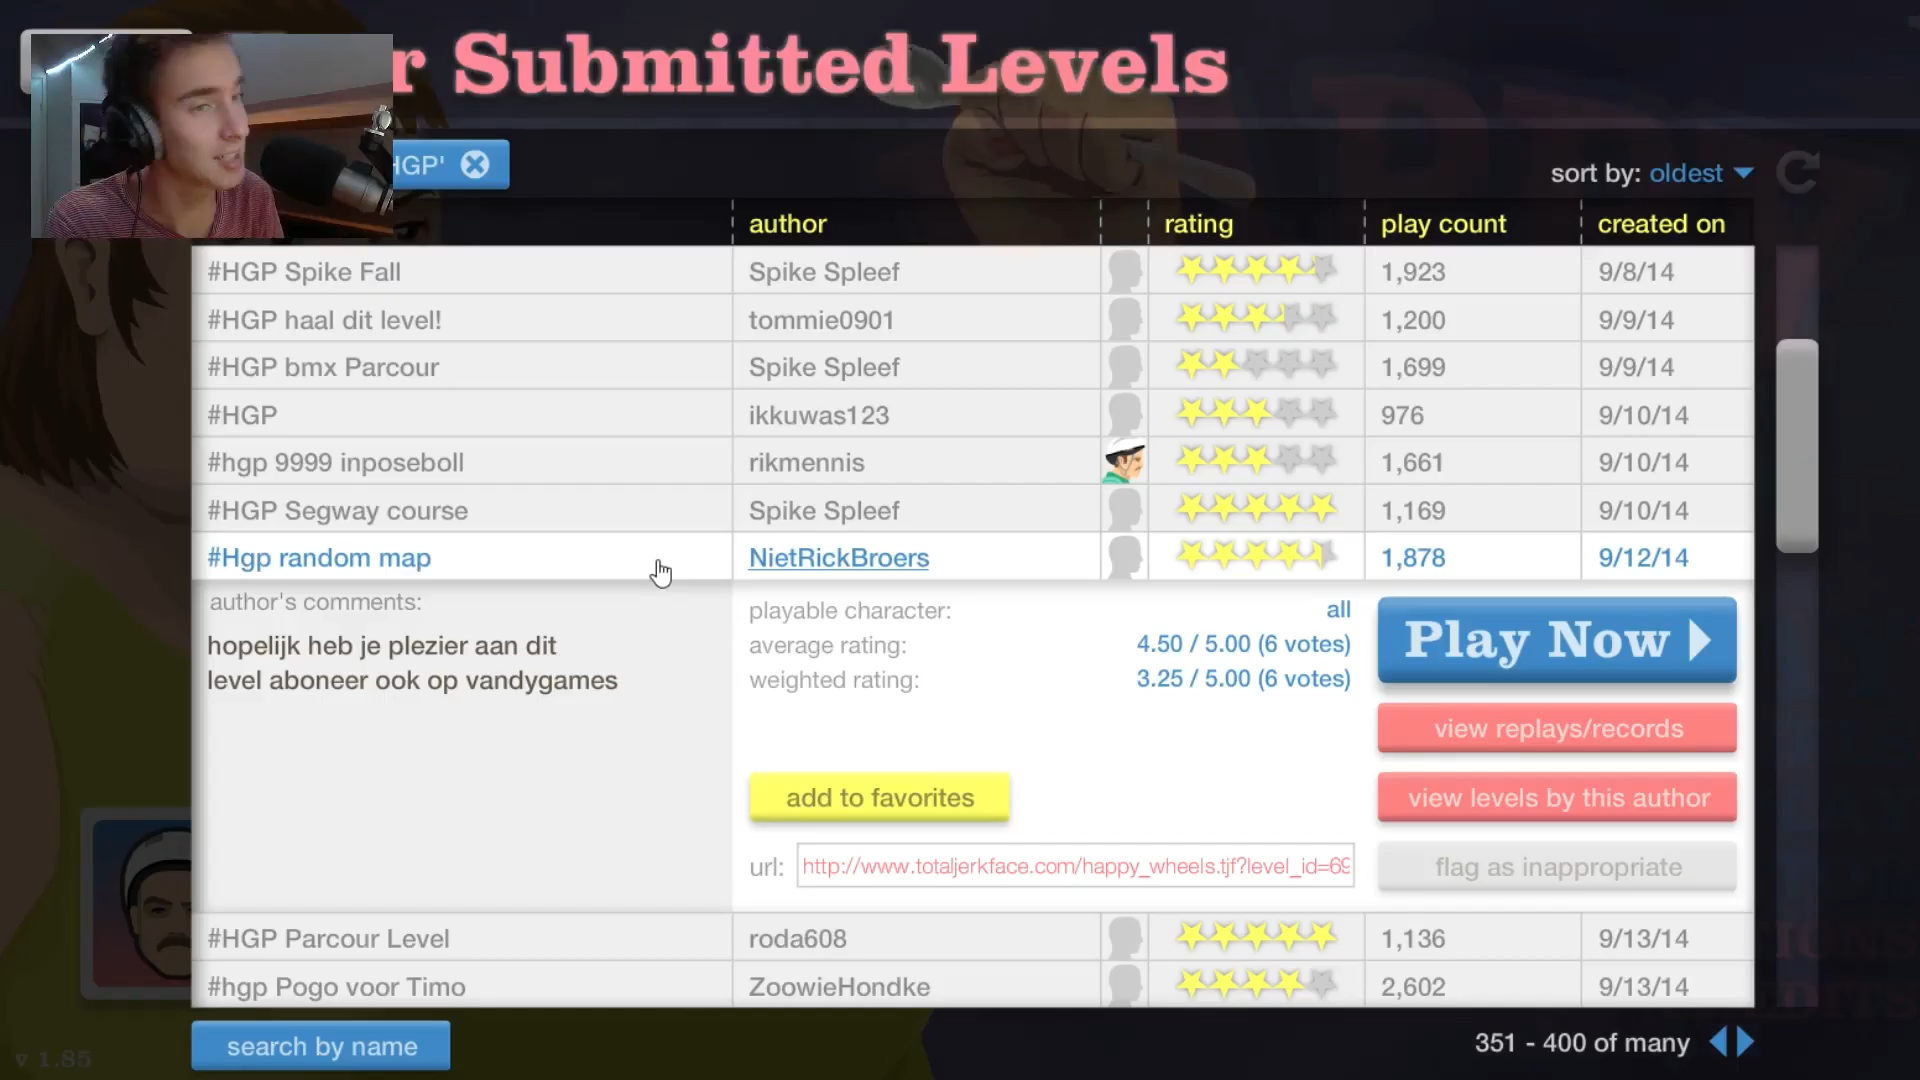 r Submitted Levels
HGP'
sort by: oldest
author rating play count created on
#HGP Spike Fall Spike Spleef 1,923 9/8/14
#HGP haal dit level! tommie0901 1,200 9/9/14
#HGP bmx Parcour Spike Spleef 1,699 9/9/14
#HGP ikkuwas123 976 9/10/14
#hgp 9999 inposeboll rikmennis 1,661 9/10/14
#HGP Segway course Spike Spleef 1,169 9/10/14
#Hgp random map NietRickBroers 1,878 9/12/14
author's comments:
hopelijk heb je plezier aan dit
level aboneer ook op vandygames
playable character: all
average rating: 4.50 / 5.00 (6 votes)
weighted rating: 3.25 / 5.00 (6 votes)
Play Now
view replays/records
add to favorites
view levels by this author
url: http://www.totaljerkface.com/happy_wheels.tjf?level_id=69
flag as inappropriate
#HGP Parcour Level roda608 1,136 9/13/14
#hgp Pogo voor Timo ZoowieHondke 2,602 9/13/14
search by name
351 - 400 of many
v 1.85